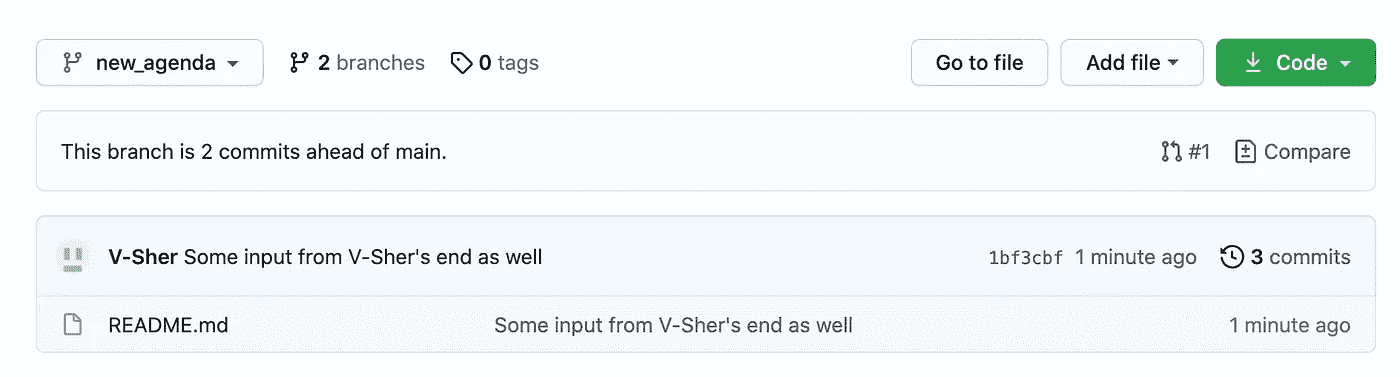 new_agenda 2 branches 0 tags Go to file Add file Code
This branch is 2 commits ahead of main. #1 Compare
V-Sher Some input from V-Sher's end as well 1bf3cbf 1 minute ago 3 commits
README.md Some input from V-Sher's end as well 1 minute ago